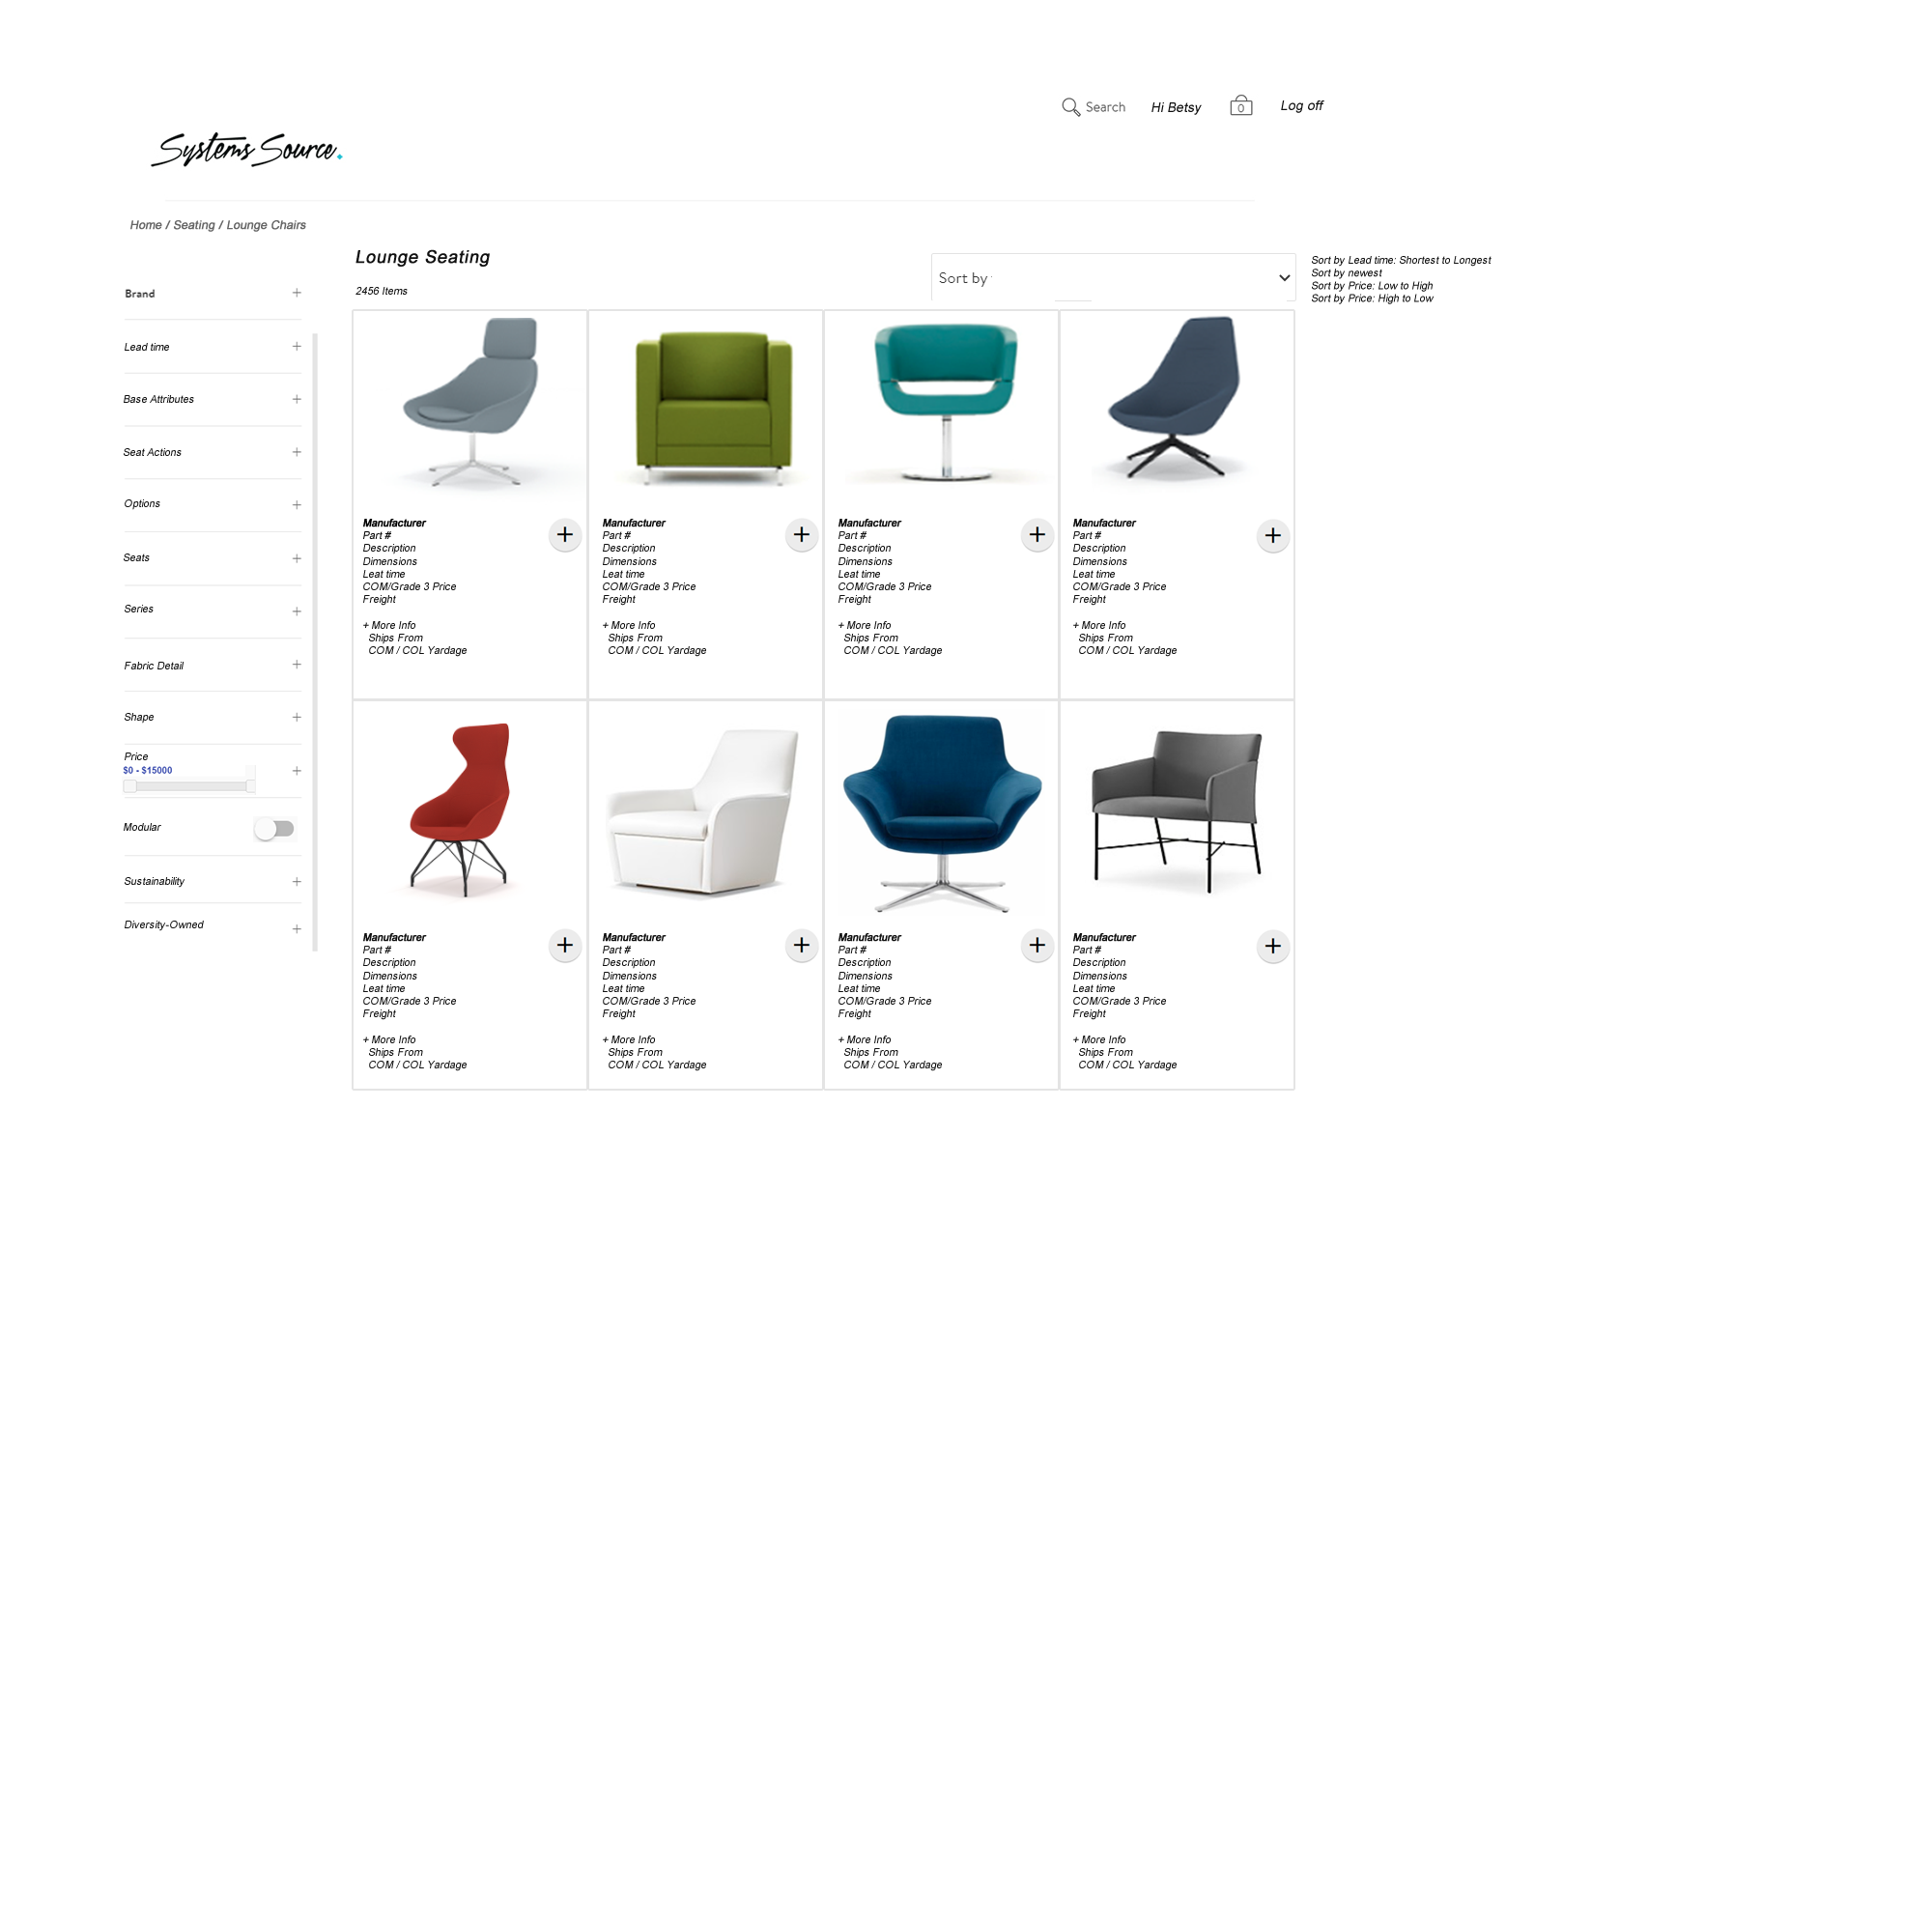 Search
Hi Betsy
0
Log off
Systems Source.
Home / Seating / Lounge Chairs
Lounge Seating
2456 Items
Sort by
Sort by Lead time: Shortest to Longest
Sort by newest
Sort by Price: Low to High
Sort by Price: High to Low
Brand +
Lead time +
Base Attributes +
Seat Actions +
Options +
Seats +
Series +
Fabric Detail +
Shape +
Price
$0 - $15000 +
Modular
Sustainability +
Diversity-Owned +
Manufacturer +
Part #
Description
Dimensions
Leat time
COM/Grade 3 Price
Freight
+ More Info
Ships From
COM / COL Yardage
Manufacturer +
Part #
Description
Dimensions
Leat time
COM/Grade 3 Price
Freight
+ More Info
Ships From
COM / COL Yardage
Manufacturer +
Part #
Description
Dimensions
Leat time
COM/Grade 3 Price
Freight
+ More Info
Ships From
COM / COL Yardage
Manufacturer +
Part #
Description
Dimensions
Leat time
COM/Grade 3 Price
Freight
+ More Info
Ships From
COM / COL Yardage
Manufacturer +
Part #
Description
Dimensions
Leat time
COM/Grade 3 Price
Freight
+ More Info
Ships From
COM / COL Yardage
Manufacturer +
Part #
Description
Dimensions
Leat time
COM/Grade 3 Price
Freight
+ More Info
Ships From
COM / COL Yardage
Manufacturer +
Part #
Description
Dimensions
Leat time
COM/Grade 3 Price
Freight
+ More Info
Ships From
COM / COL Yardage
Manufacturer +
Part #
Description
Dimensions
Leat time
COM/Grade 3 Price
Freight
+ More Info
Ships From
COM / COL Yardage